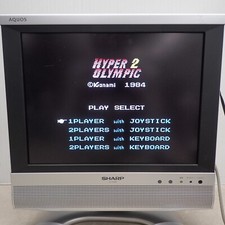 AQUOS
HYPER 2
OLYMPIC
©Konami 1984
PLAY SELECT
1PLAYER with JOYSTICK
2PLAYERS with JOYSTICK
1PLAYER with KEYBOARD
2PLAYERS with KEYBOARD
SHARP